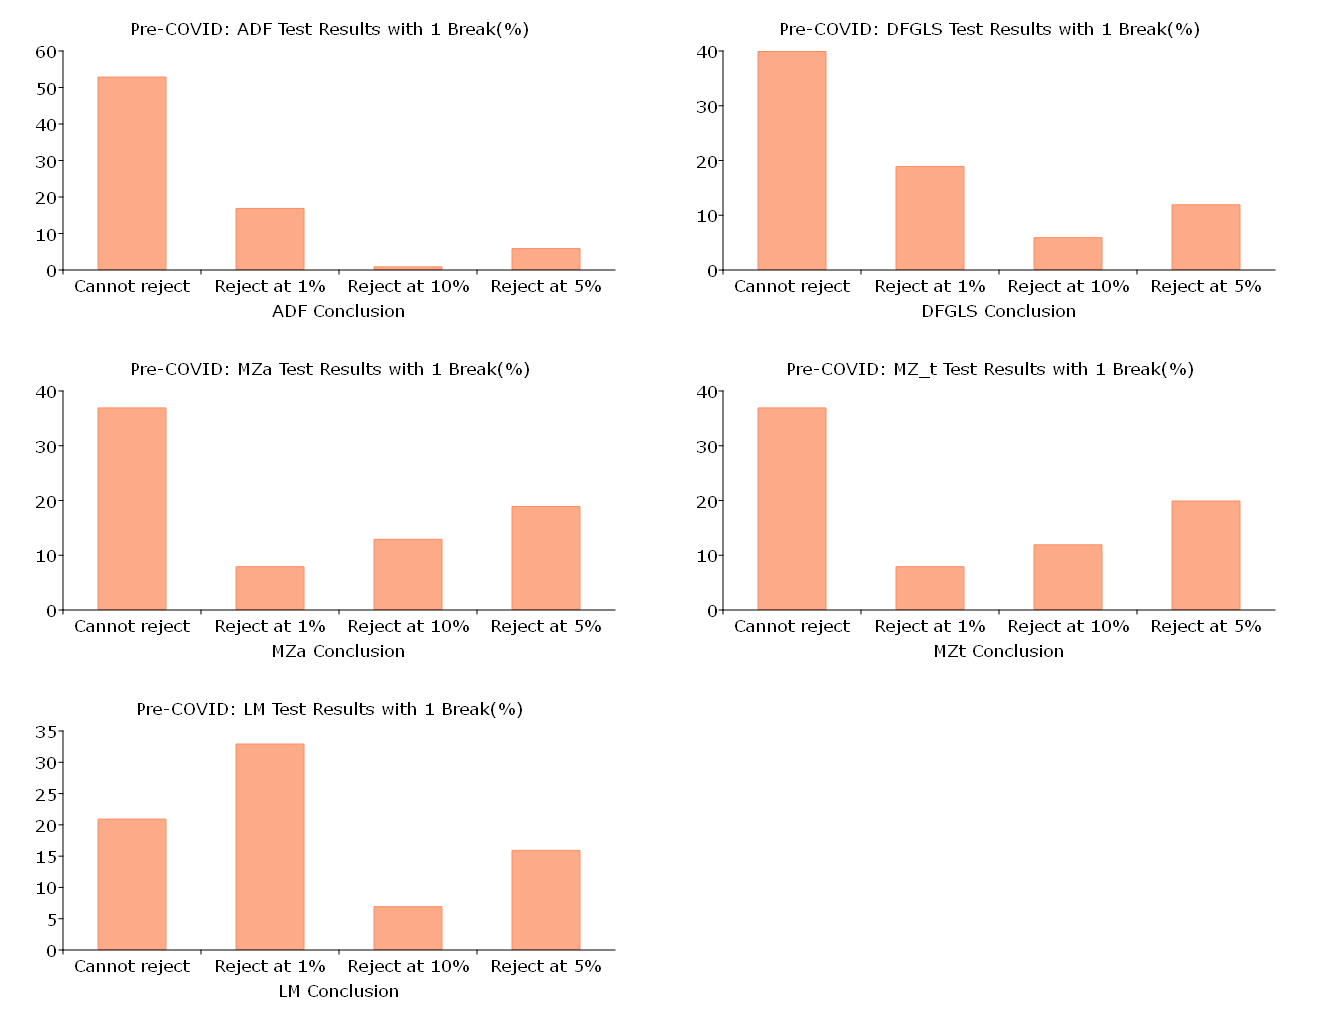 Pre-COVID: ADF Test Results with 1 Break(%)
60
50
40
30
20
10
0
Cannot reject Reject at 1% Reject at 10% Reject at 5%
ADF Conclusion
Pre-COVID: DFGLS Test Results with 1 Break(%)
40
30
20
10
0
Cannot reject Reject at 1% Reject at 10% Reject at 5%
DFGLS Conclusion
Pre-COVID: MZa Test Results with 1 Break(%)
40
30
20
10
0
Cannot reject Reject at 1% Reject at 10% Reject at 5%
MZa Conclusion
Pre-COVID: MZ_t Test Results with 1 Break(%)
40
30
20
10
0
Cannot reject Reject at 1% Reject at 10% Reject at 5%
MZt Conclusion
Pre-COVID: LM Test Results with 1 Break(%)
35
30
25
20
15
10
5
0
Cannot reject Reject at 1% Reject at 10% Reject at 5%
LM Conclusion